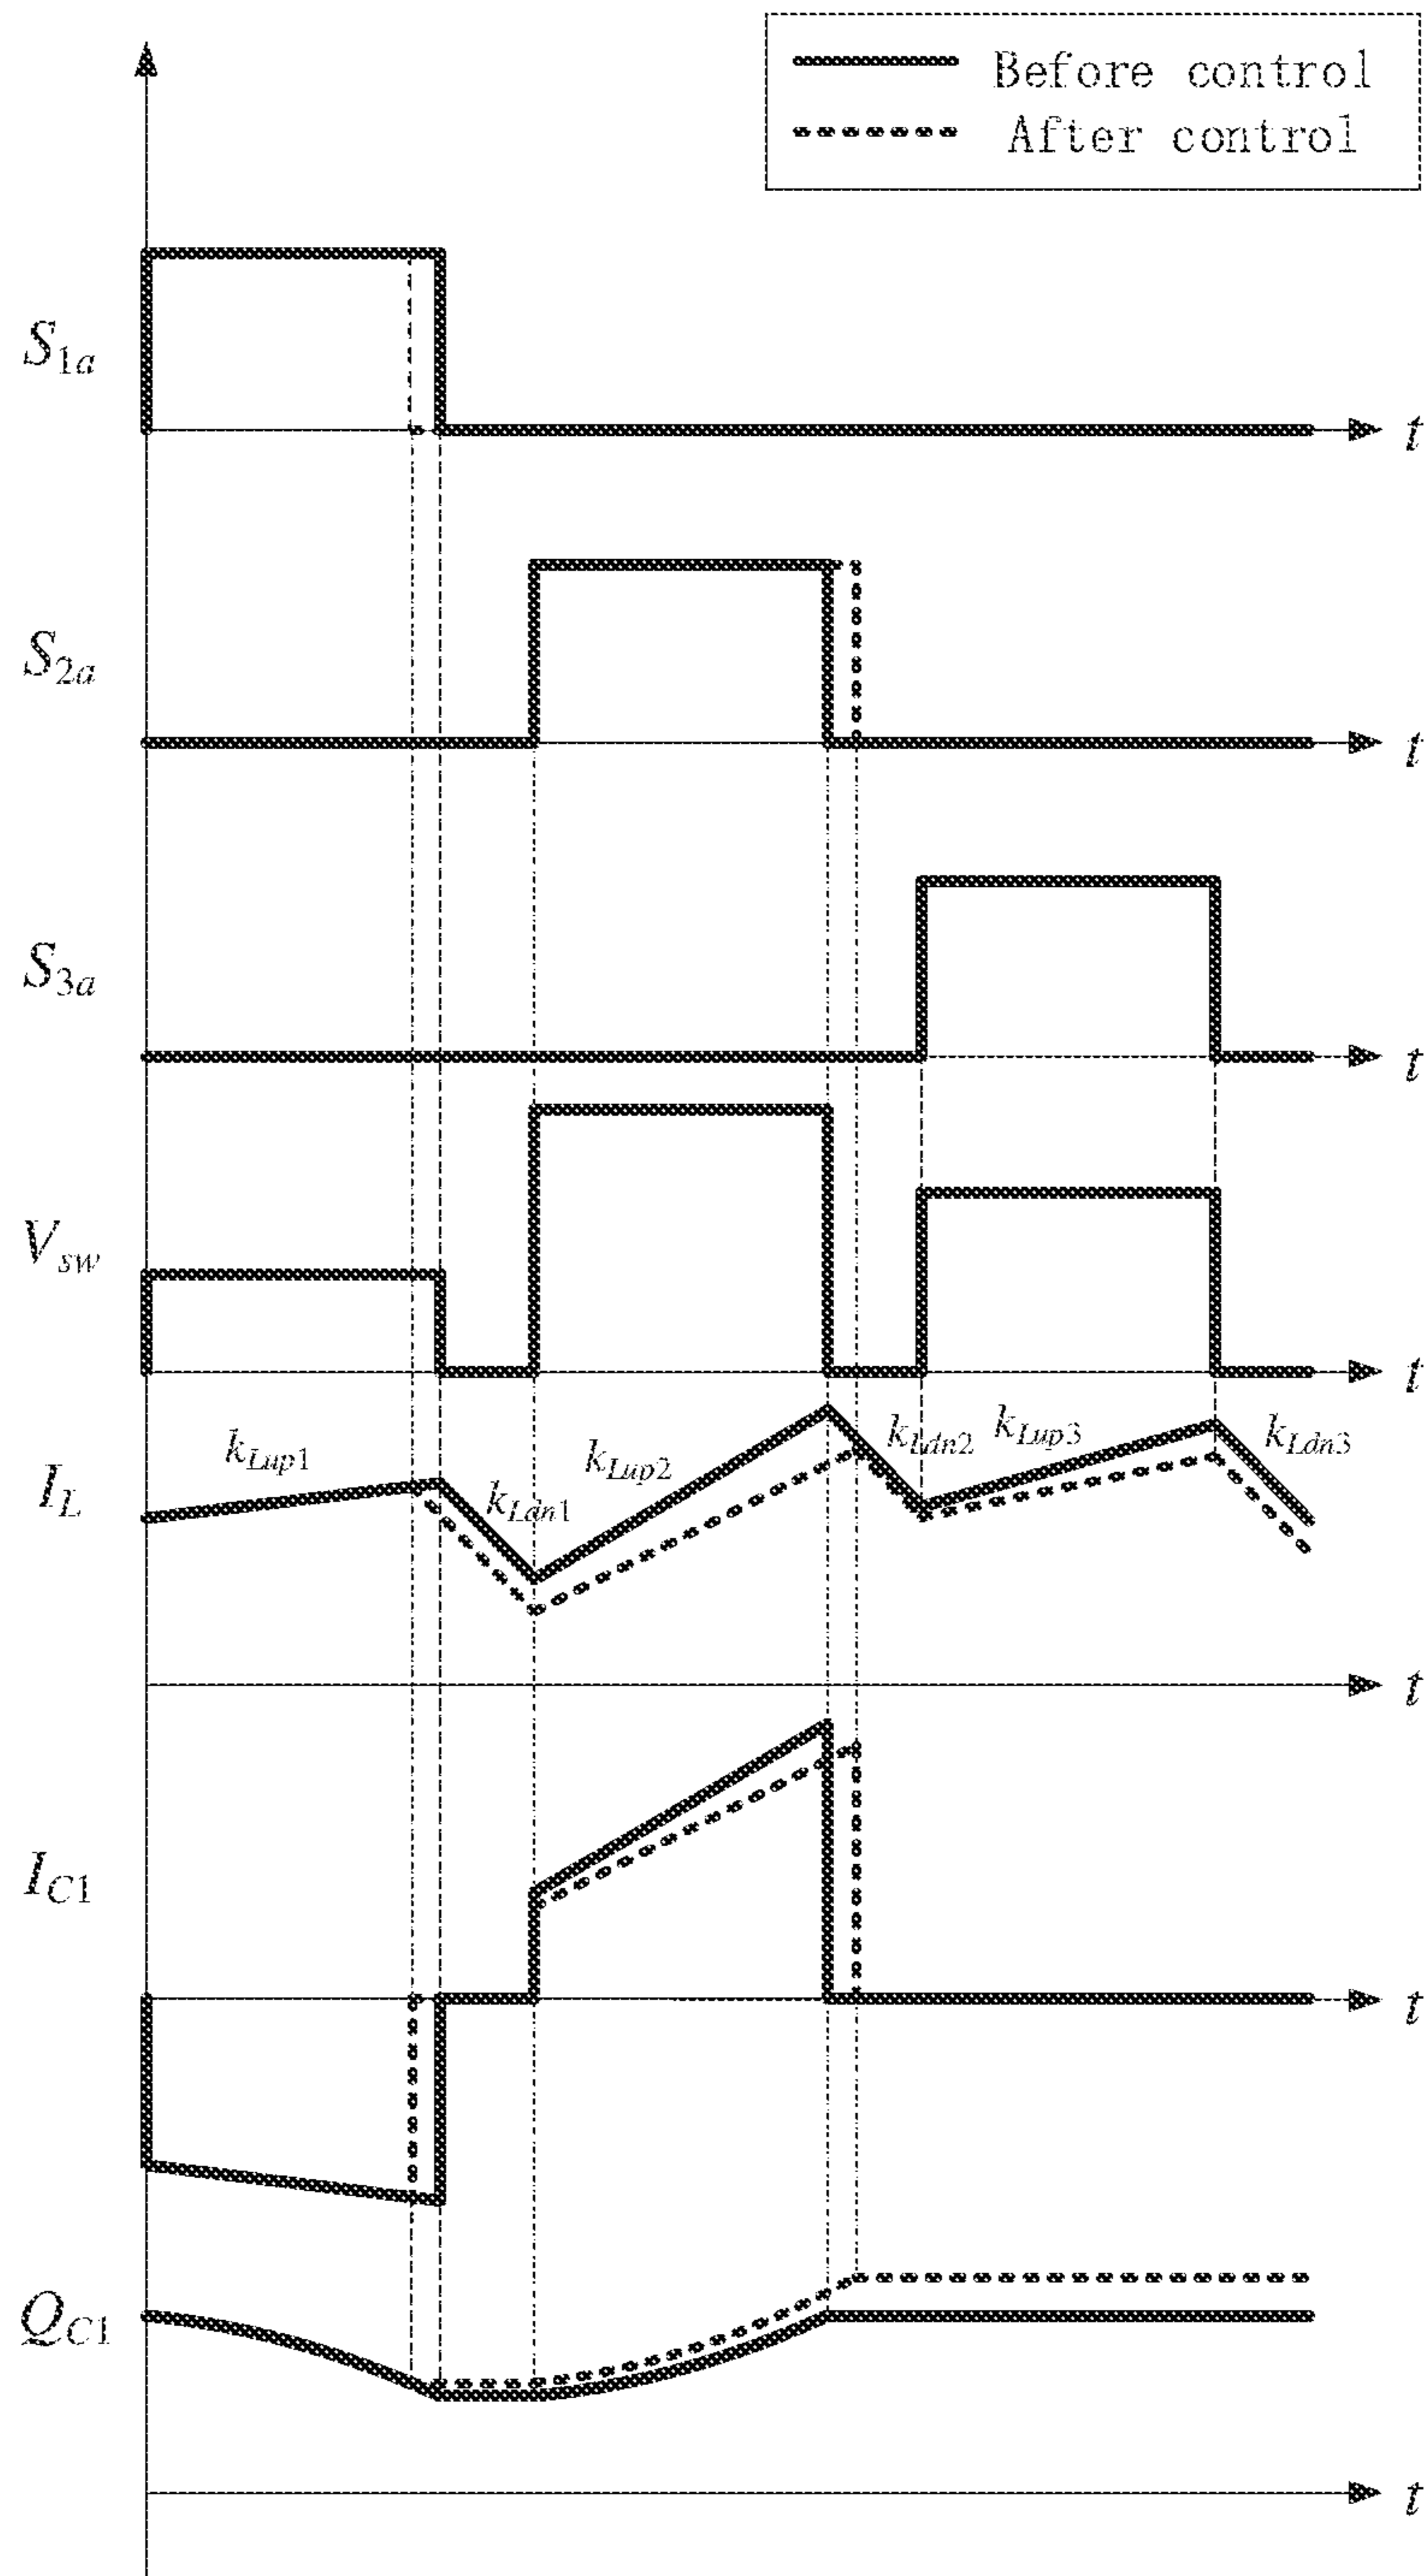 Before control
After control
S1a
t
S2a
t
S3a
t
Vsw
t
kLup1
kLdn1
kLup2
kLdn2
kLup3
kLdn3
IL
t
IC1
t
QC1
t